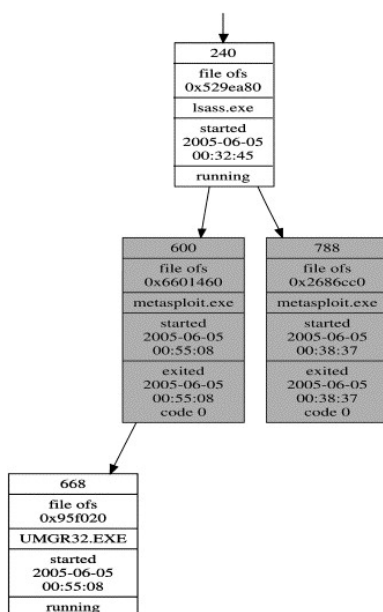 240
file ofs
0x529ea80
lsass.exe
started
2005-06-05
00:32:45
running
600
file ofs
0x6601460
metasploit.exe
started
2005-06-05
00:55:08
exited
2005-06-05
00:55:08
code 0
788
file ofs
0x2686cc0
metasploit.exe
started
2005-06-05
00:38:37
exited
2005-06-05
00:38:37
code 0
668
file ofs
0x95f020
UMGR32.EXE
started
2005-06-05
00:55:08
running